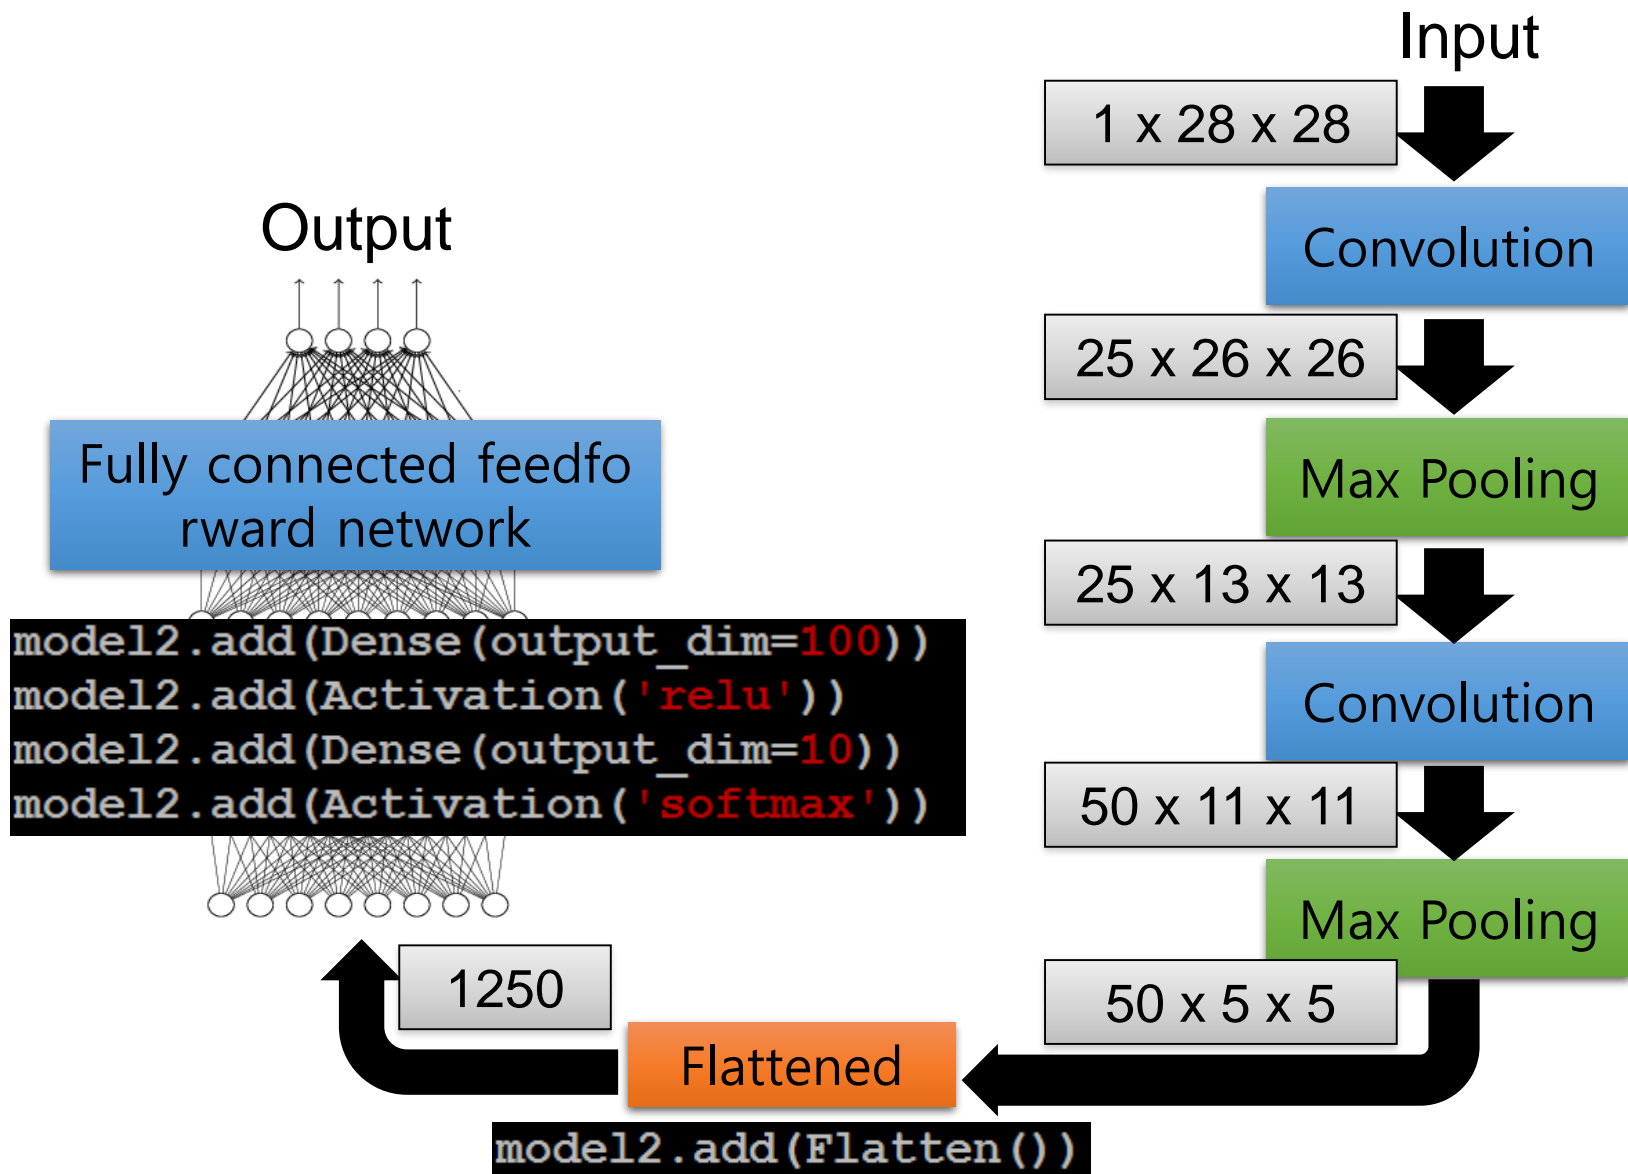 Input
1 x 28 x 28
Convolution
25 x 26 x 26
Max Pooling
25 x 13 x 13
Convolution
50 x 11 x 11
Max Pooling
50 x 5 x 5
Flattened
model2.add(Flatten())
1250
Output
Fully connected feedfo
rward network
model2.add(Dense(output_dim=100))
model2.add(Activation('relu'))
model2.add(Dense(output_dim=10))
model2.add(Activation('softmax'))